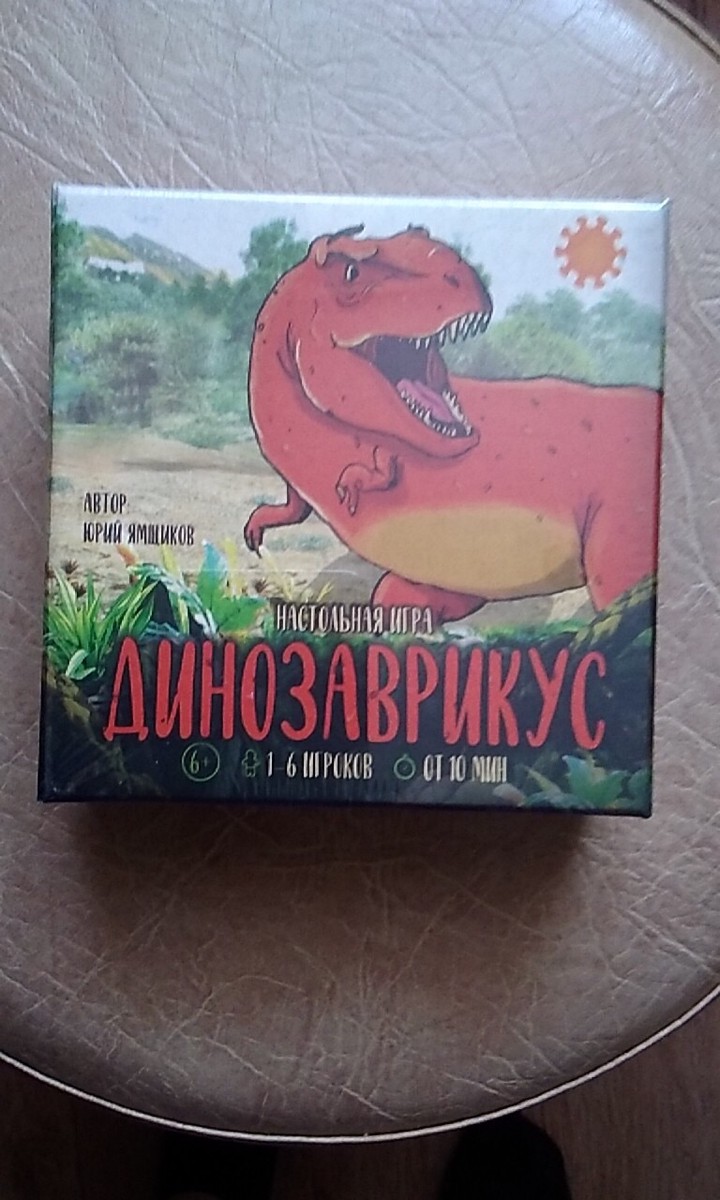 АВТОР:
ЮРИЙ ЯМЩИКОВ
НАСТОЛЬНАЯ ИГРА
ДИНОЗАВРИКУС
6+ 1-6 ИГРОКОВ ОТ 10 МИН